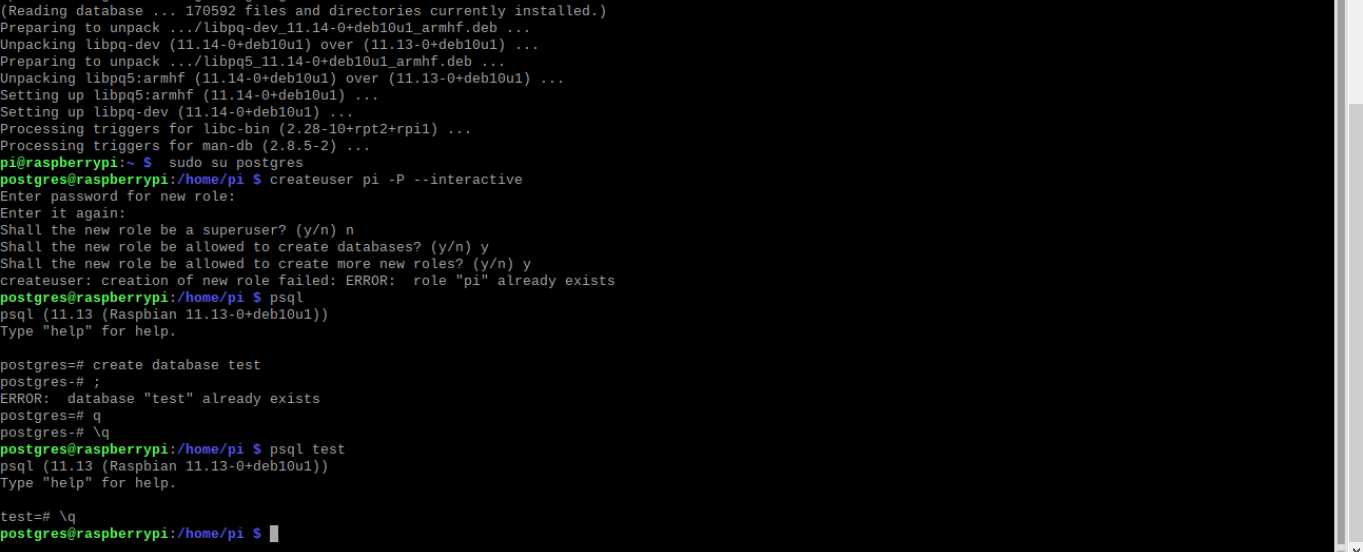 (Reading database ... 170592 files and directories currently installed.)
Preparing to unpack .../libpq-dev_11.14-0+deb10u1_armhf.deb ...
Unpacking libpq-dev (11.14-0+deb10u1) over (11.13-0+deb10u1) ...
Preparing to unpack .../libpq5_11.14-0+deb10u1_armhf.deb ...
Unpacking libpq5:armhf (11.14-0+deb10u1) over (11.13-0+deb10u1) ...
Setting up libpq5:armhf (11.14-0+deb10u1) ...
Setting up libpq-dev (11.14-0+deb10u1) ...
Processing triggers for libc-bin (2.28-10+rpt2+rpi1) ...
Processing triggers for man-db (2.8.5-2) ...
pi@raspberrypi:~ $  sudo su postgres
postgres@raspberrypi:/home/pi $ createuser pi -P --interactive
Enter password for new role:
Enter it again:
Shall the new role be a superuser? (y/n) n
Shall the new role be allowed to create databases? (y/n) y
Shall the new role be allowed to create more new roles? (y/n) y
createuser: creation of new role failed: ERROR:  role "pi" already exists
postgres@raspberrypi:/home/pi $ psql
psql (11.13 (Raspbian 11.13-0+deb10u1))
Type "help" for help.

postgres=# create database test
postgres-# ;
ERROR:  database "test" already exists
postgres=# q
postgres-# \q
postgres@raspberrypi:/home/pi $ psql test
psql (11.13 (Raspbian 11.13-0+deb10u1))
Type "help" for help.

test=# \q
postgres@raspberrypi:/home/pi $